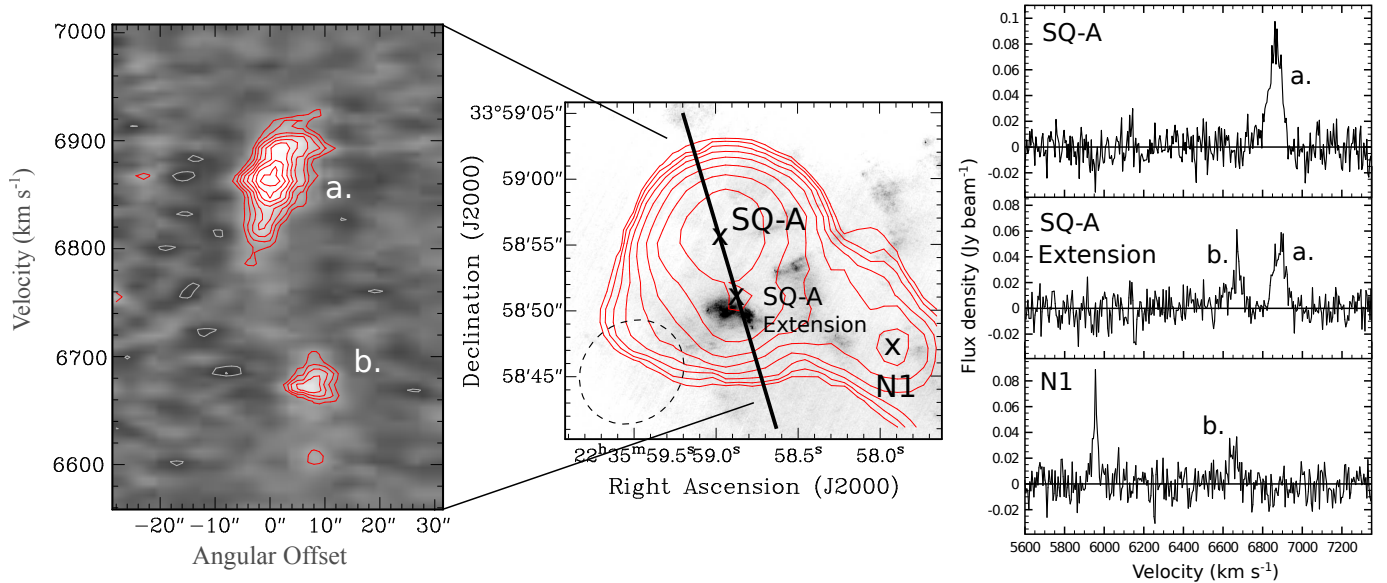 7000
6900
6800
6700
6600
Velocity (km s-1)
a.
b.
−20″
−10″
0″
10″
20″
30″
Angular Offset
33°59′05″
59′00″
58′55″
58′50″
58′45″
Declination (J2000)
x
SQ-A
x
SQ-A
Extension
x
N1
22h35m59.5s
59.0s
58.5s
58.0s
Right Ascension (J2000)
Flux density (Jy beam-1)
0.1
0.08
0.06
0.04
0.02
0
-0.02
SQ-A
a.
0.08
0.06
0.04
0.02
0
-0.02
SQ-A
Extension
b.
a.
0.08
0.06
0.04
0.02
0
-0.02
N1
b.
5600 5800 6000 6200 6400 6600 6800 7000 7200
Velocity (km s-1)